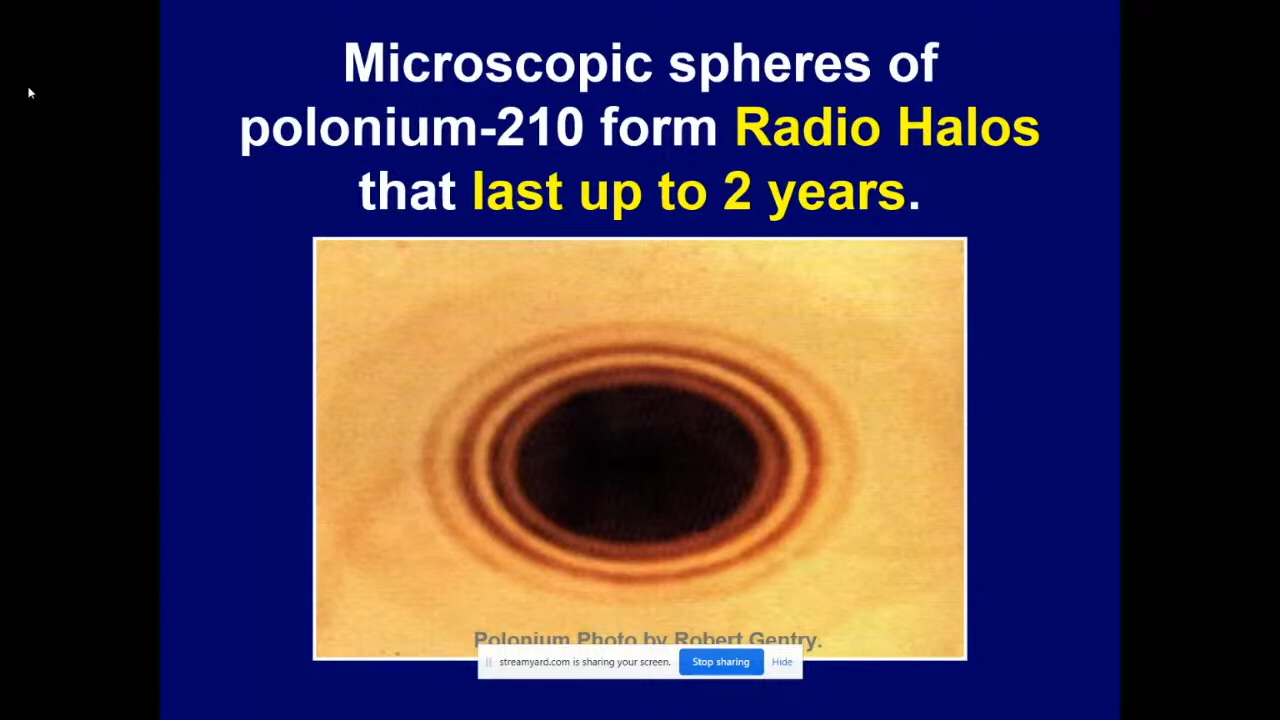 Microscopic spheres of
polonium-210 form Radio Halos
that last up to 2 years.
Polonium Photo by Robert Gentry.
streamyard.com is sharing your screen. Stop sharing Hide